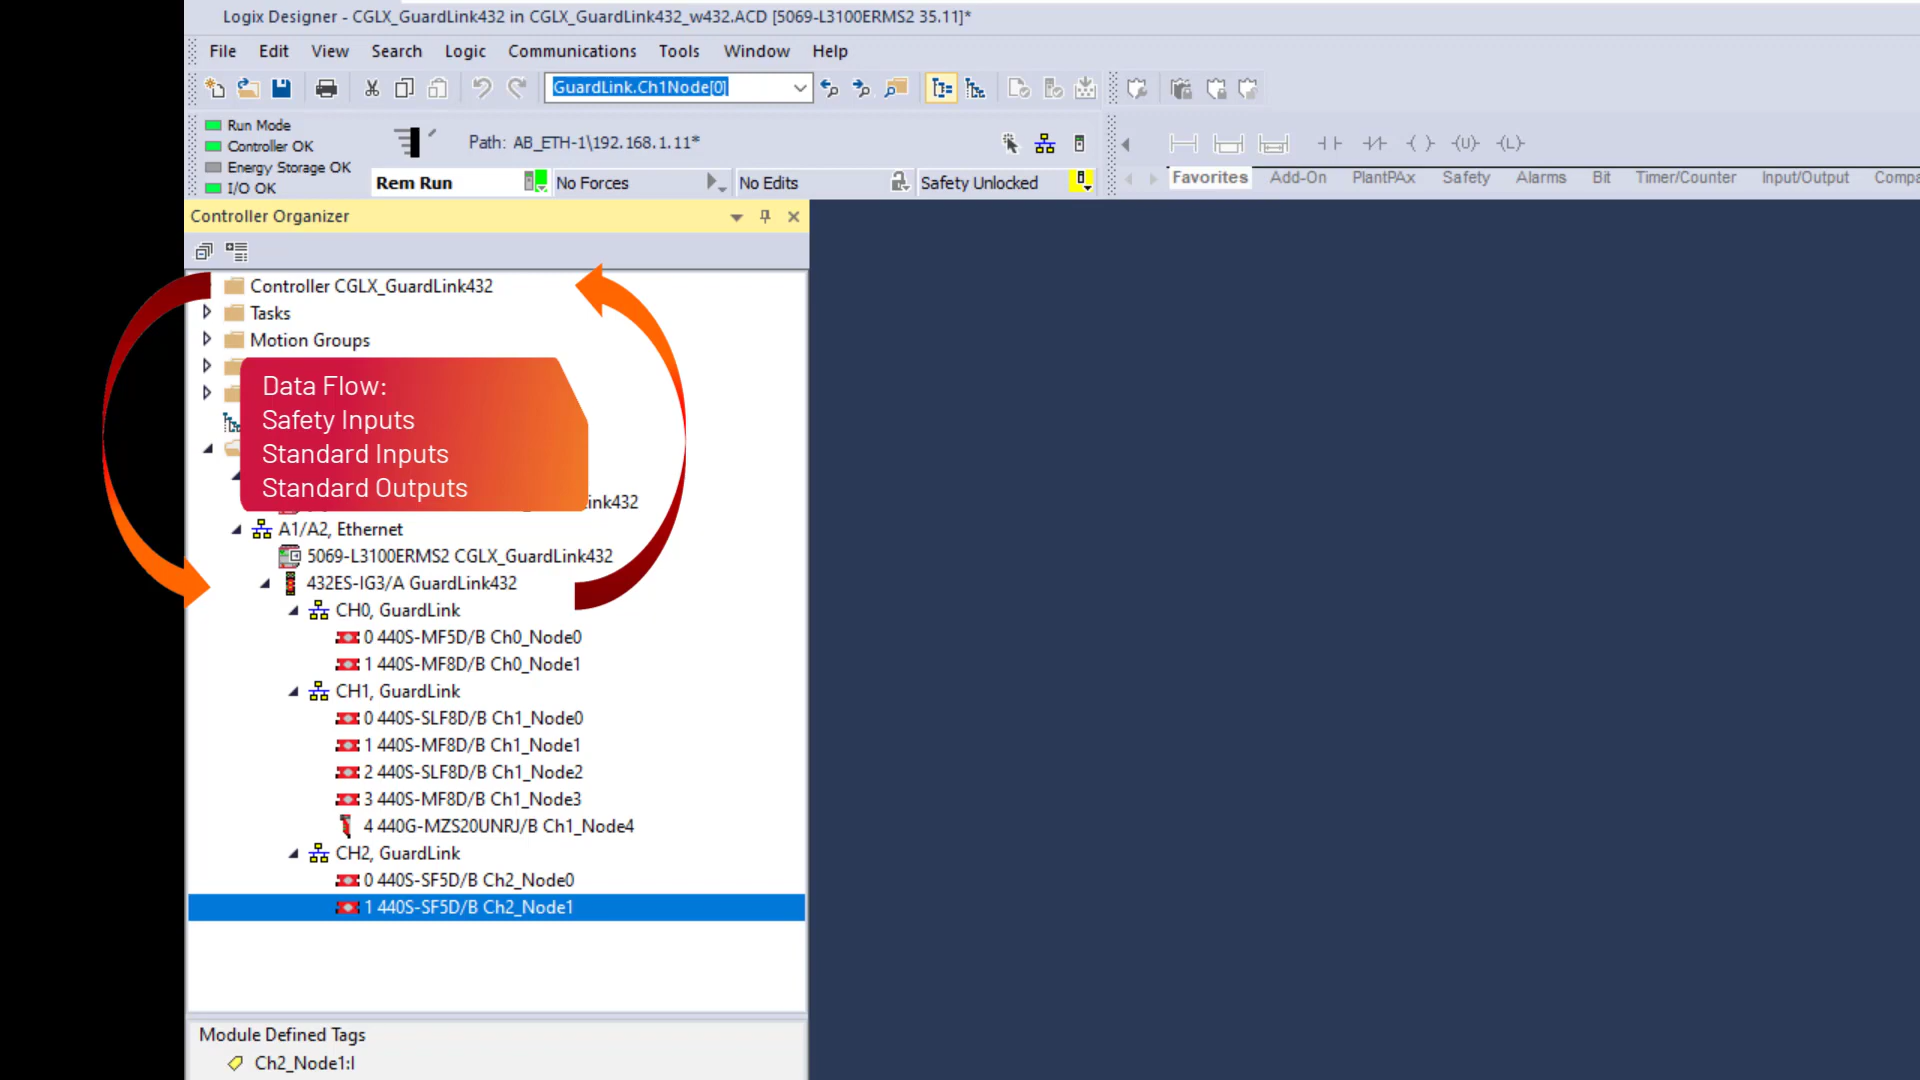 Logix Designer - CGLX_GuardLink432 in CGLX_GuardLink432_w432.ACD [5069-L3100ERMS2 35.11]*
File Edit View Search Logic Communications Tools Window Help
GuardLink.Ch1Node[0]
Run Mode
Controller OK
Energy Storage OK
I/O OK
Path: AB_ETH-1\192.168.1.11*
Rem Run No Forces No Edits Safety Unlocked
Favorites Add-On PlantPAx Safety Alarms Bit Timer/Counter Input/Output Compa
Controller Organizer
Controller CGLX_GuardLink432
Tasks
Motion Groups
Data Flow:
Safety Inputs
Standard Inputs
Standard Outputs
ink432
A1/A2, Ethernet
5069-L3100ERMS2 CGLX_GuardLink432
432ES-IG3/A GuardLink432
CH0, GuardLink
0 440S-MF5D/B Ch0_Node0
1 440S-MF8D/B Ch0_Node1
CH1, GuardLink
0 440S-SLF8D/B Ch1_Node0
1 440S-MF8D/B Ch1_Node1
2 440S-SLF8D/B Ch1_Node2
3 440S-MF8D/B Ch1_Node3
4 440G-MZS20UNRJ/B Ch1_Node4
CH2, GuardLink
0 440S-SF5D/B Ch2_Node0
1 440S-SF5D/B Ch2_Node1
Module Defined Tags
Ch2_Node1:I